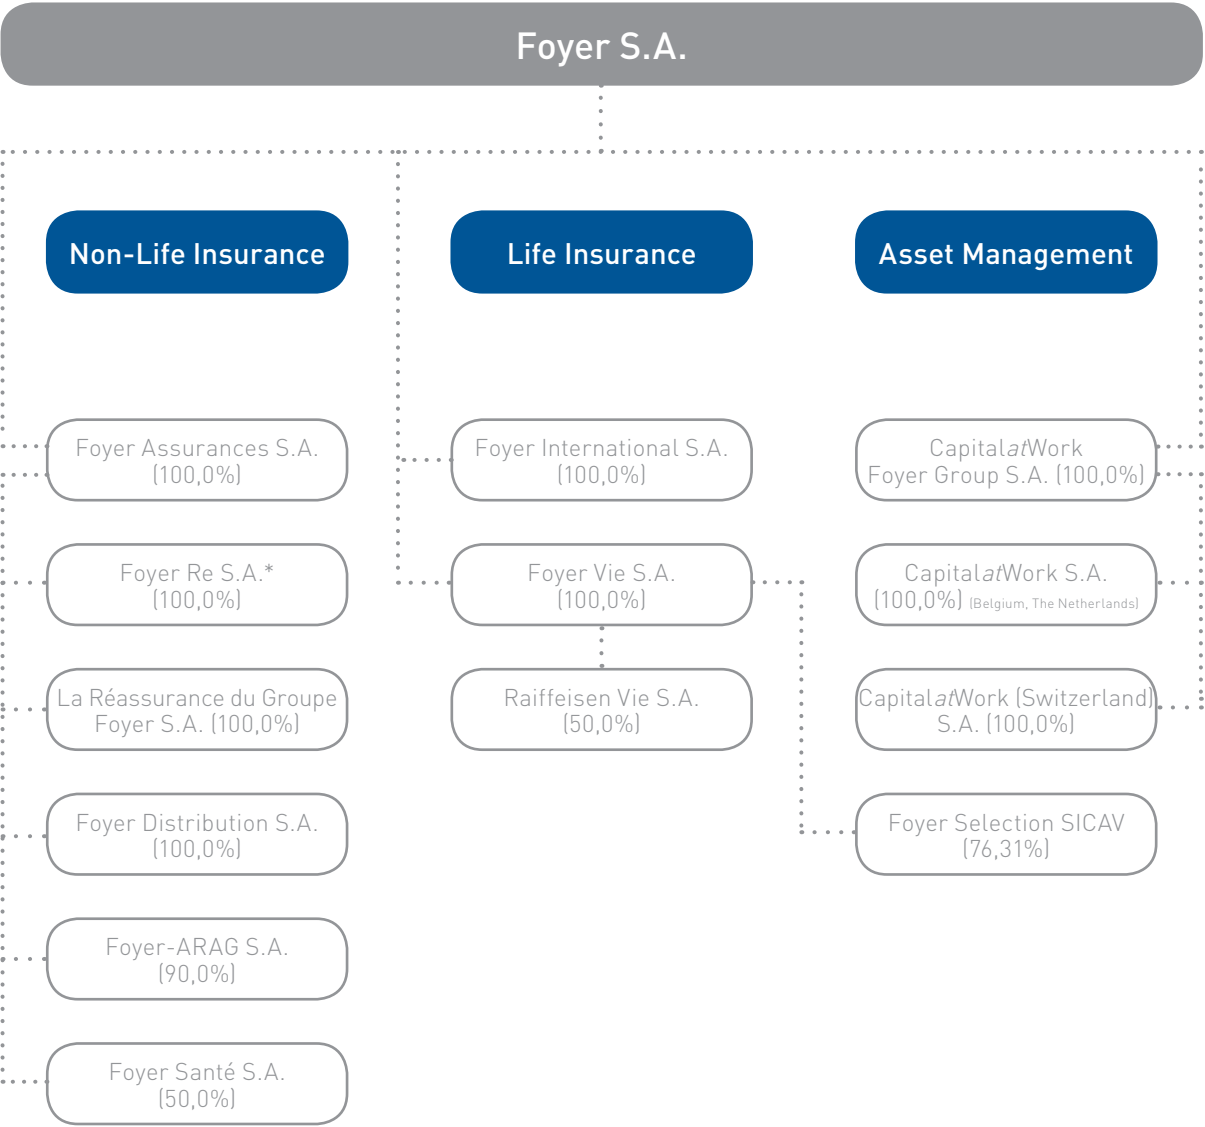 Foyer S.A.
Non-Life Insurance
Life Insurance
Asset Management
Foyer Assurances S.A.
(100,0%)
Foyer Re S.A.*
(100,0%)
La Réassurance du Groupe
Foyer S.A. (100,0%)
Foyer Distribution S.A.
(100,0%)
Foyer-ARAG S.A.
(90,0%)
Foyer Santé S.A.
(50,0%)
Foyer International S.A.
(100,0%)
Foyer Vie S.A.
(100,0%)
Raiffeisen Vie S.A.
(50,0%)
CapitalatWork
Foyer Group S.A. (100,0%)
CapitalatWork S.A.
(100,0%) (Belgium, The Netherlands)
CapitalatWork (Switzerland)
S.A. (100,0%)
Foyer Selection SICAV
(76,31%)